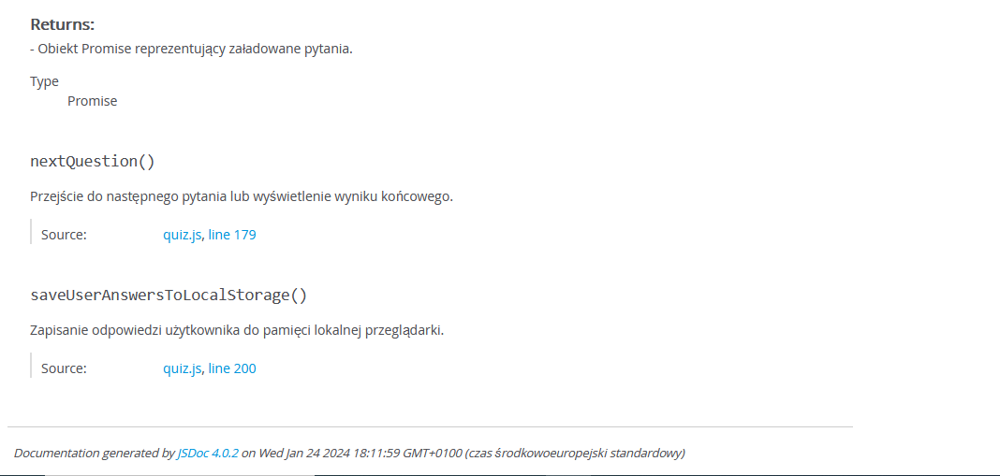 Returns:
- Obiekt Promise reprezentujący załadowane pytania.
Type
Promise
nextQuestion()
Przejście do następnego pytania lub wyświetlenie wyniku końcowego.
Source: quiz.js, line 179
saveUserAnswersToLocalStorage()
Zapisanie odpowiedzi użytkownika do pamięci lokalnej przeglądarki.
Source: quiz.js, line 200
Documentation generated by JSDoc 4.0.2 on Wed Jan 24 2024 18:11:59 GMT+0100 (czas środkowoeuropejski standardowy)